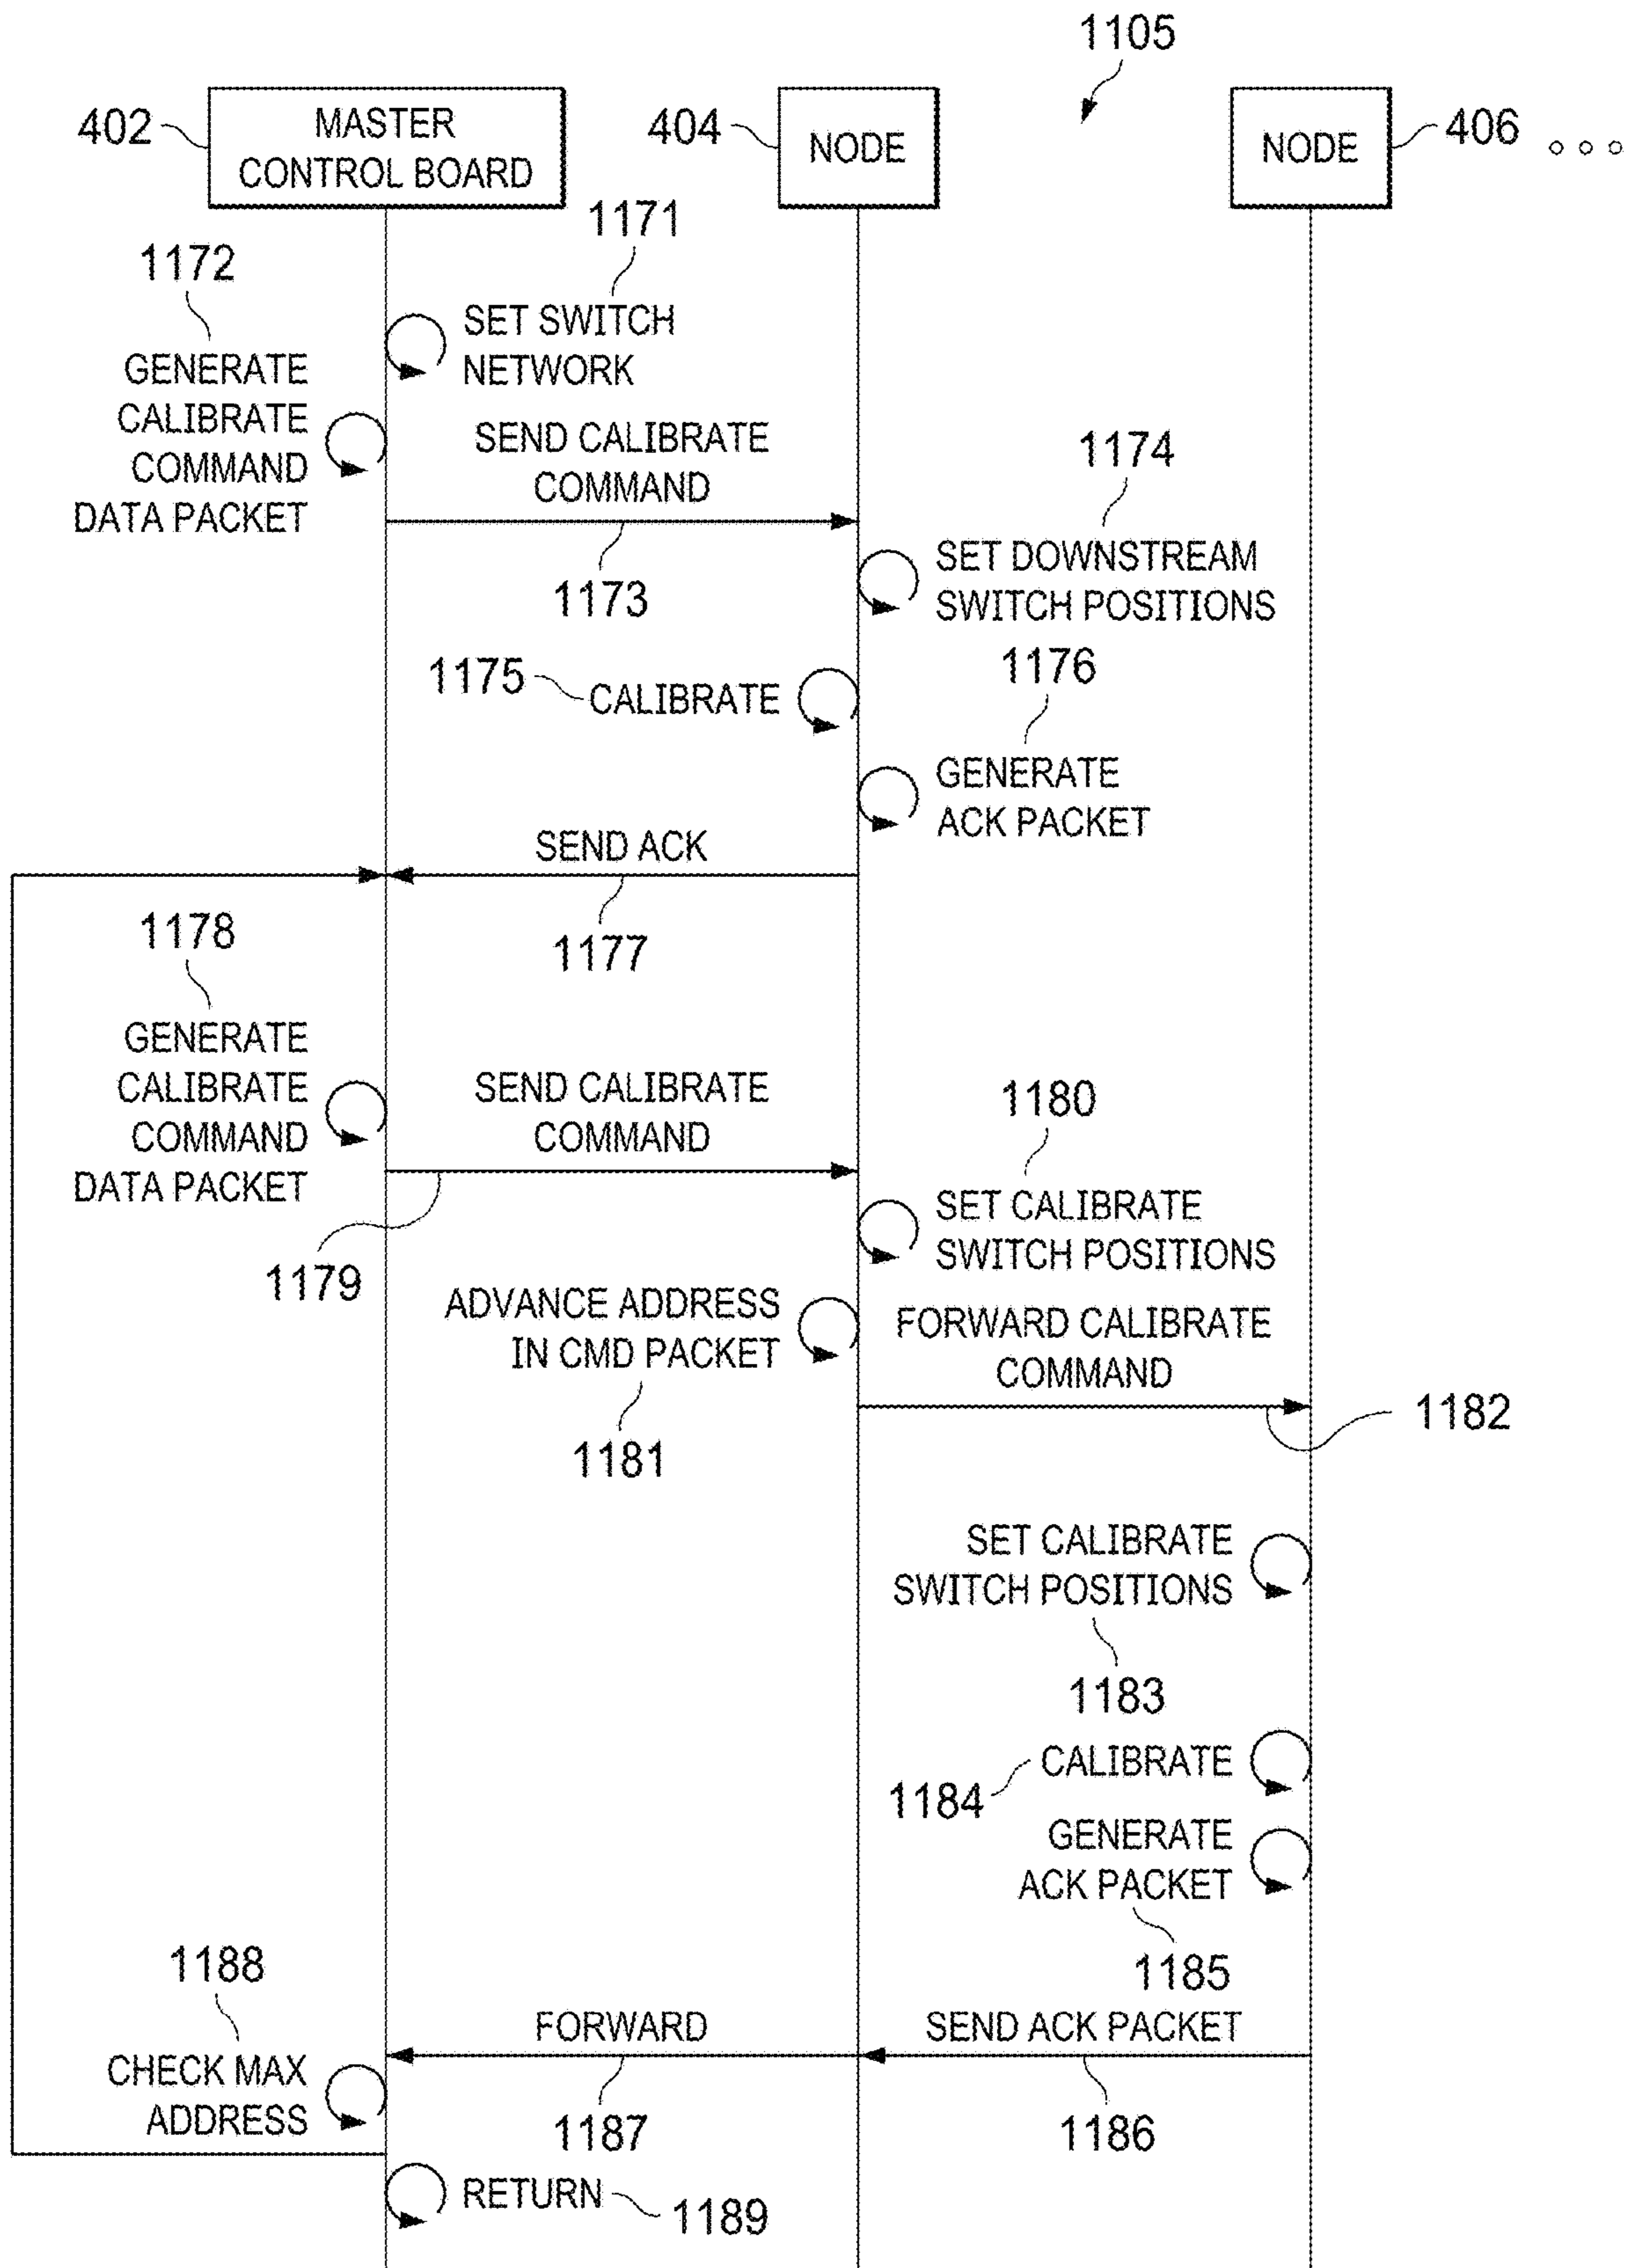 1105
402
MASTER
CONTROL BOARD
404
NODE
NODE
406
1171
1172
SET SWITCH
NETWORK
GENERATE
CALIBRATE
COMMAND
DATA PACKET
SEND CALIBRATE
COMMAND
1174
1173
SET DOWNSTREAM
SWITCH POSITIONS
1175
CALIBRATE
1176
GENERATE
ACK PACKET
SEND ACK
1177
1178
GENERATE
CALIBRATE
COMMAND
DATA PACKET
SEND CALIBRATE
COMMAND
1180
1179
SET CALIBRATE
SWITCH POSITIONS
ADVANCE ADDRESS
IN CMD PACKET
1181
FORWARD CALIBRATE
COMMAND
1182
SET CALIBRATE
SWITCH POSITIONS
1183
CALIBRATE
1184
GENERATE
ACK PACKET
1185
1188
FORWARD
SEND ACK PACKET
CHECK MAX
ADDRESS
1187
1186
RETURN
1189